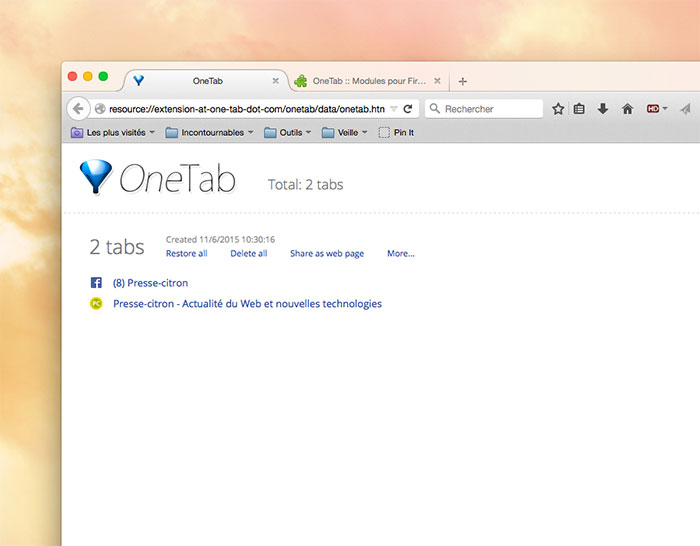 OneTab
OneTab :: Modules pour Fir...
resource://extension-at-one-tab-dot-com/onetab/data/onetab.htn
Rechercher
HD
Les plus visités
Incontournables
Outils
Veille
Pin It
OneTab
Total: 2 tabs
2 tabs
Created 11/6/2015 10:30:16
Restore all
Delete all
Share as web page
More...
(8) Presse-citron
PC
Presse-citron - Actualité du Web et nouvelles technologies